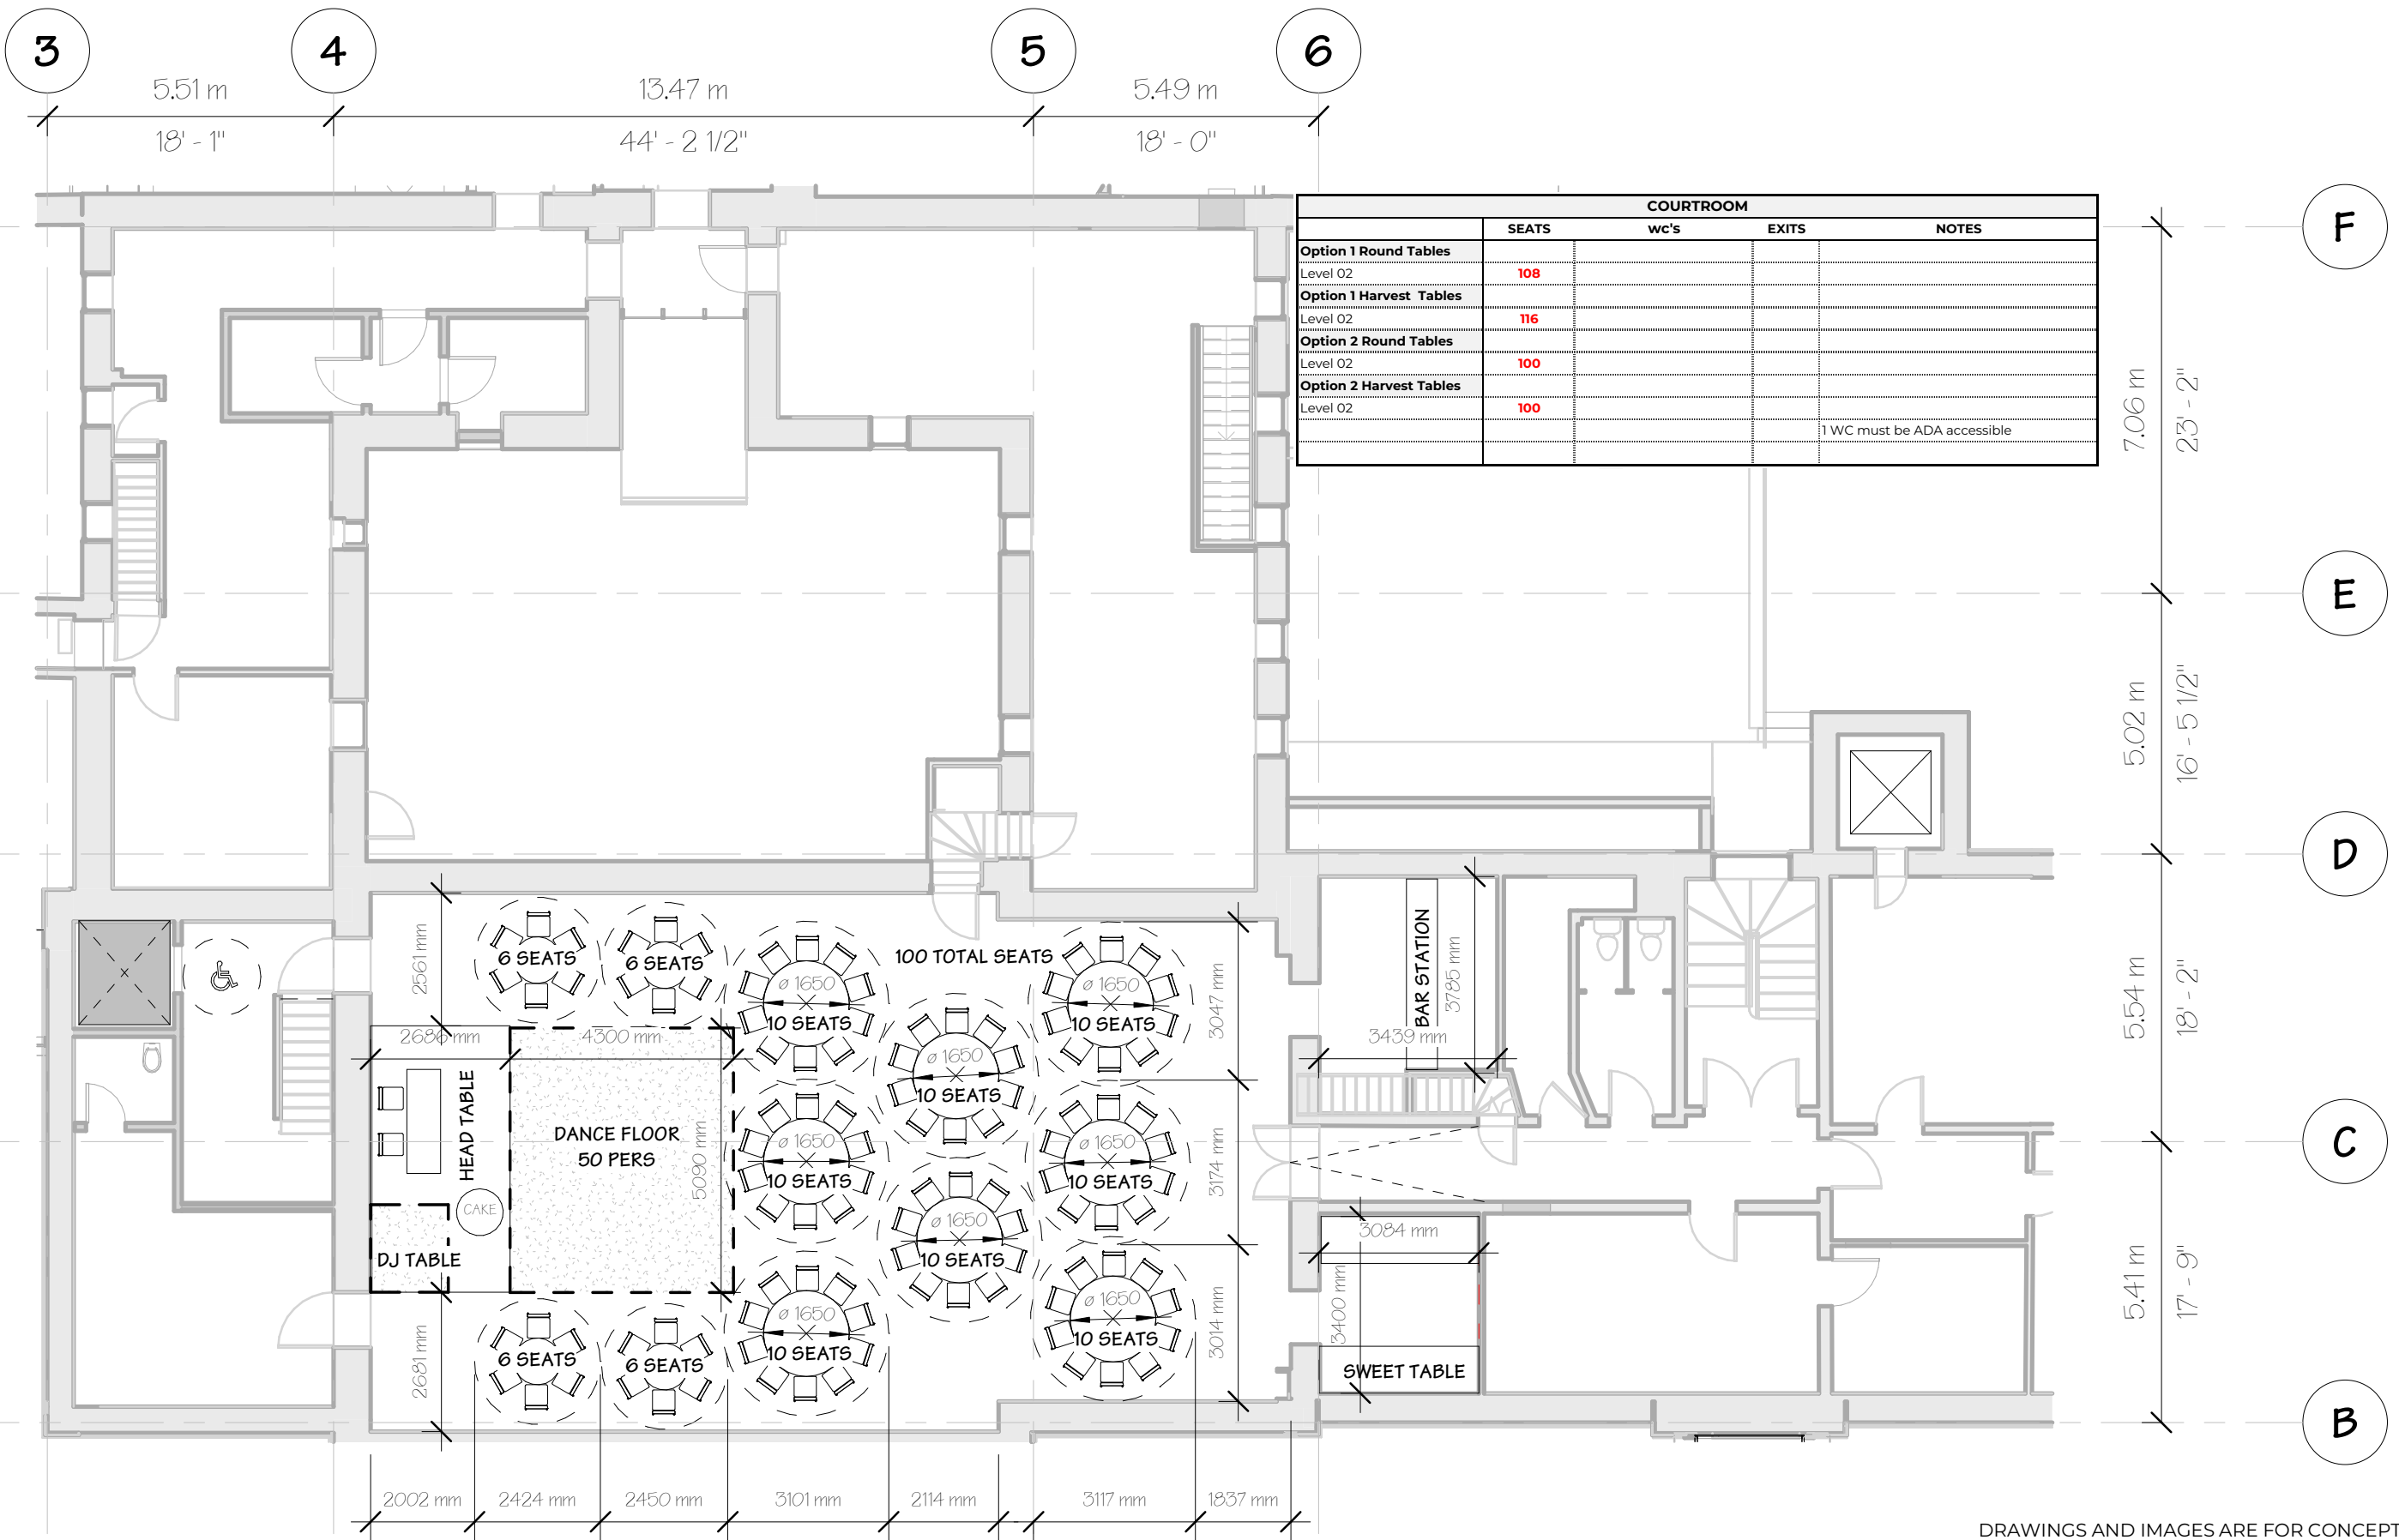 3 4 5 6
5.51 m 13.47 m 5.49 m
18' - 1" 44' - 2 1/2" 18' - 0"
COURTROOM
SEATS wc's EXITS NOTES
Option 1 Round Tables
Level 02 108
Option 1 Harvest Tables
Level 02 116
Option 2 Round Tables
Level 02 100
Option 2 Harvest Tables
Level 02 100
1 WC must be ADA accessible
F
7.06 m
23' - 2"
E
5.02 m
16' - 5 1/2"
D
5.54 m
18' - 2"
C
5.41 m
17' - 9"
B
2561 mm
6 SEATS
6 SEATS
100 TOTAL SEATS
ø 1650
10 SEATS
ø 1650
10 SEATS
ø 1650
10 SEATS
3047 mm
BAR STATION
3785 mm
3439 mm
2686 mm
4300 mm
HEAD TABLE
DANCE FLOOR
50 PERS
5090 mm
ø 1650
10 SEATS
ø 1650
10 SEATS
3174 mm
CAKE
DJ TABLE
ø 1650
10 SEATS
3084 mm
3400 mm
SWEET TABLE
2681 mm
6 SEATS
6 SEATS
ø 1650
10 SEATS
ø 1650
10 SEATS
3014 mm
2002 mm 2424 mm 2450 mm 3101 mm 2114 mm 3117 mm 1837 mm
DRAWINGS AND IMAGES ARE FOR CONCEPT